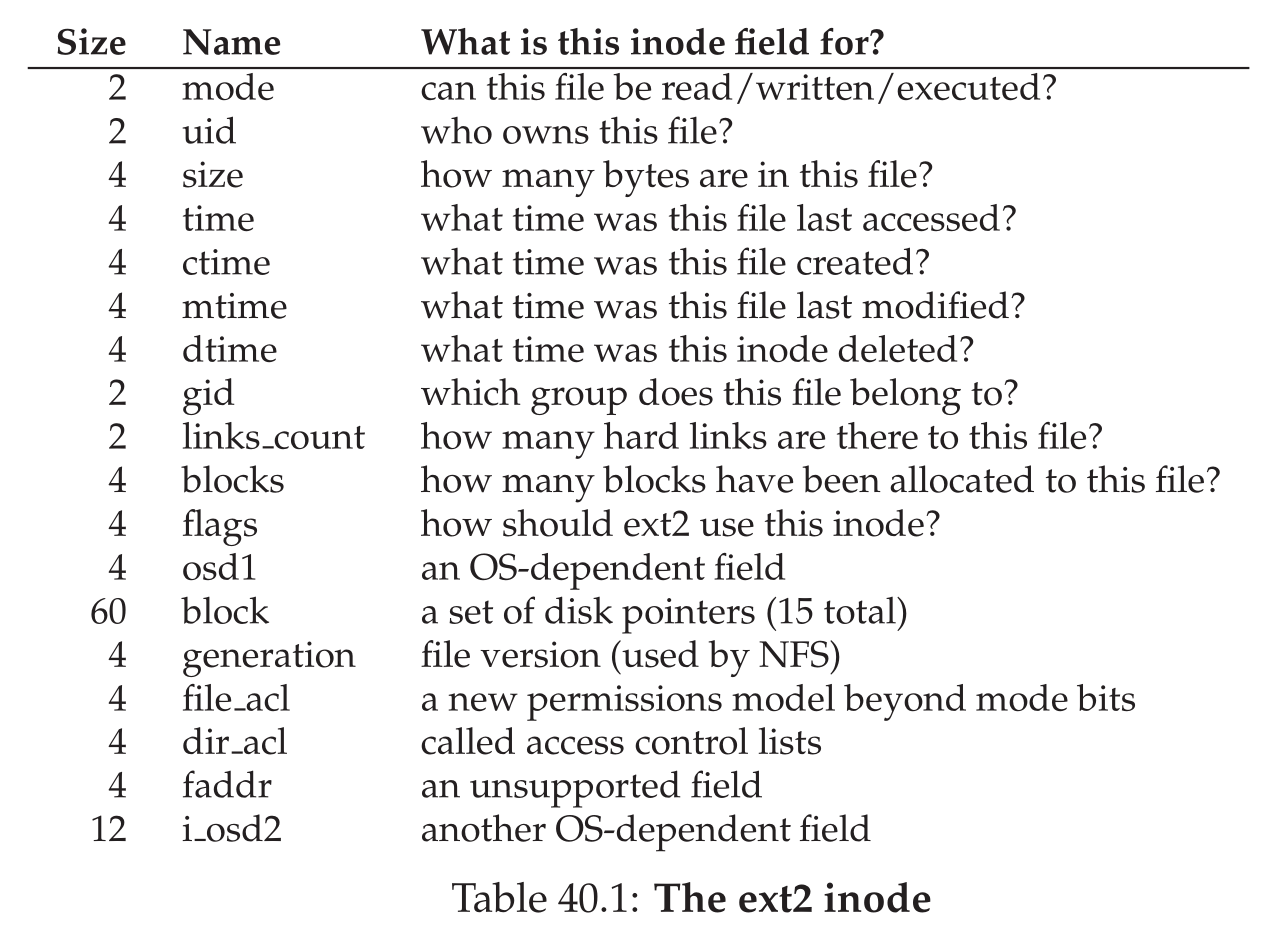 Size Name What is this inode field for?
2 mode can this file be read/written/executed?
2 uid who owns this file?
4 size how many bytes are in this file?
4 time what time was this file last accessed?
4 ctime what time was this file created?
4 mtime what time was this file last modified?
4 dtime what time was this inode deleted?
2 gid which group does this file belong to?
2 links_count how many hard links are there to this file?
4 blocks how many blocks have been allocated to this file?
4 flags how should ext2 use this inode?
4 osd1 an OS-dependent field
60 block a set of disk pointers (15 total)
4 generation file version (used by NFS)
4 file_acl a new permissions model beyond mode bits
4 dir_acl called access control lists
4 faddr an unsupported field
12 i_osd2 another OS-dependent field
Table 40.1: The ext2 inode